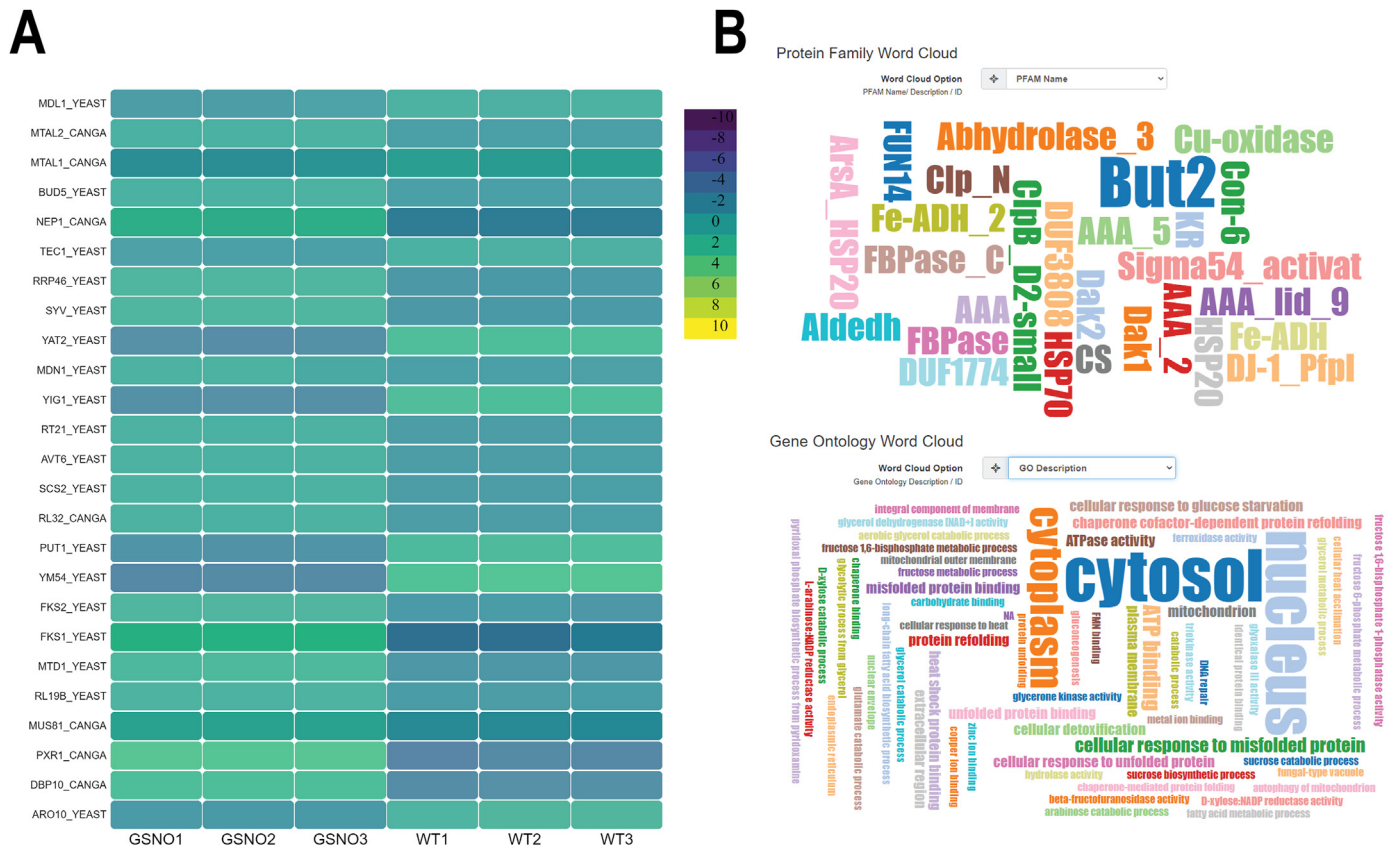 A
MDL1_YEAST
MTAL2_CANGA
MTAL1_CANGA
BUD5_YEAST
NEP1_CANGA
TEC1_YEAST
RRP46_YEAST
SYV_YEAST
YAT2_YEAST
MDN1_YEAST
YIG1_YEAST
RT21_YEAST
AVT6_YEAST
SCS2_YEAST
RL32_CANGA
PUT1_YEAST
YM54_YEAST
FKS2_YEAST
FKS1_YEAST
MTD1_YEAST
RL19B_YEAST
MUS81_CANGA
PXR1_CANGA
DBP10_CANGA
ARO10_YEAST
GSNO1 GSNO2 GSNO3 WT1 WT2 WT3
-10
-8
-6
-4
-2
0
2
4
6
8
10
B
Protein Family Word Cloud
Word Cloud Option
PFAM Name/ Description / ID
PFAM Name
ArsA_HSP20
FUN14
Abhydrolase_3
Cu-oxidase
Clp_N
But2
Con-6
Fe-ADH_2
ClpB_D2-small
DUF3808
AAA_5
KR
FBPase_C
Sigma54_activat
Dak2
AAA_lid_9
AAA
Aldedh
FBPase
Dak1
AAA_2
HSP20
Fe-ADH
DUF1774
HSP70
CS
DJ-1_PfpI
Gene Ontology Word Cloud
Word Cloud Option
Gene Ontology Description / ID
GO Description
integral component of membrane
glycerol dehydrogenase [NAD+] activity
aerobic glycerol catabolic process
fructose 1,6-bisphosphate metabolic process
mitochondrial outer membrane
fructose metabolic process
misfolded protein binding
carbohydrate binding
NA
cellular response to heat
protein refolding
cytoplasm
cellular response to glucose starvation
chaperone cofactor-dependent protein refolding
ATPase activity
ferroxidase activity
cytosol
mitochondrion
nucleus
pyridoxal phosphate biosynthetic process from pyridoxamine
L-arabinose:NADP reductase activity
D-xylose catabolic process
endoplasmic reticulum
glycolytic process from glycerol
chaperone binding
glutamate catabolic process
nuclear envelope
long-chain fatty acid biosynthetic process
glycerol catabolic process
extracellular region
heat shock protein binding
copper ion binding
zinc ion binding
protein unfolding
gluconeogenesis
FMN binding
plasma membrane
ATP binding
catabolic process
triokinase activity
DNA repair
identical protein binding
glyoxalase III activity
glycerol metabolic process
cellular heat acclimation
fructose 6-phosphate metabolic process
fructose 1,6-bisphosphate 1-phosphatase activity
glycerone kinase activity
unfolded protein binding
metal ion binding
cellular detoxification
cellular response to misfolded protein
cellular response to unfolded protein
sucrose catabolic process
hydrolase activity
sucrose biosynthetic process
fungal-type vacuole
chaperone-mediated protein folding
autophagy of mitochondrion
beta-fructofuranosidase activity
D-xylose:NADP reductase activity
arabinose catabolic process
fatty acid metabolic process